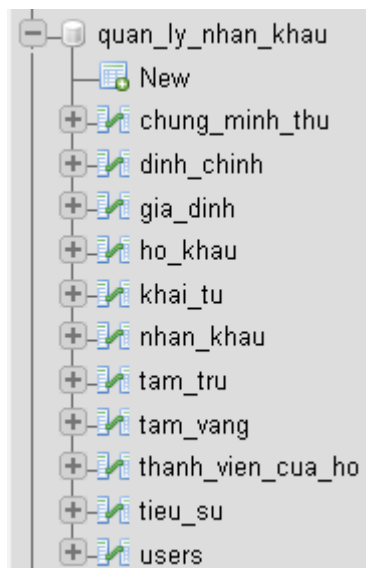 quan_ly_nhan_khau
New
chung_minh_thu
dinh_chinh
gia_dinh
ho_khau
khai_tu
nhan_khau
tam_tru
tam_vang
thanh_vien_cua_ho
tieu_su
users